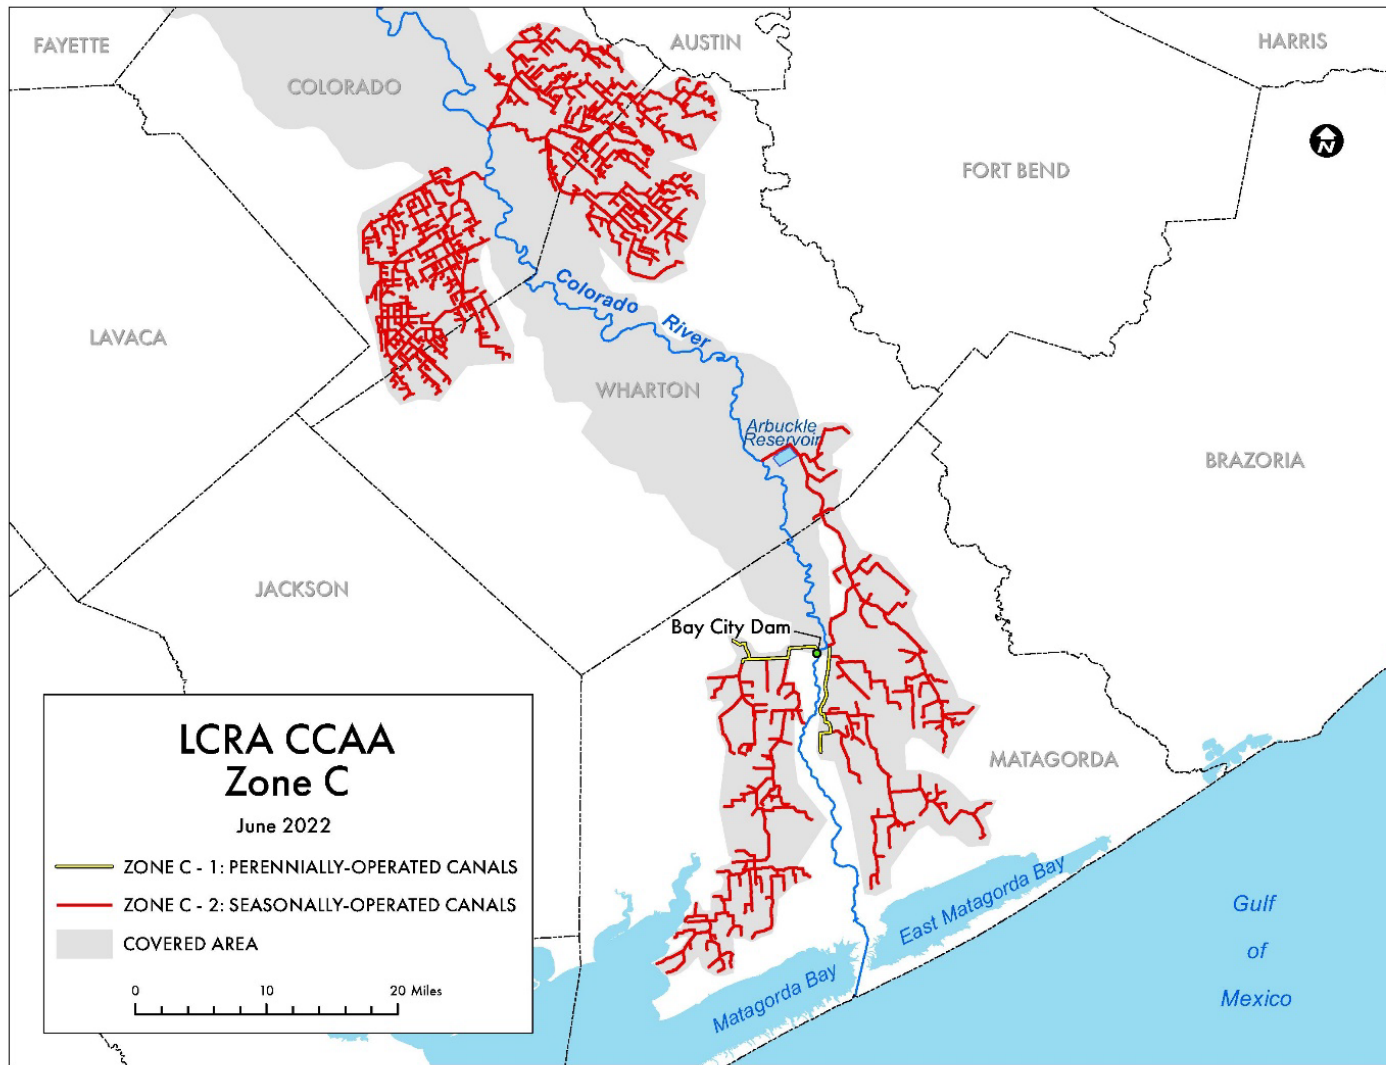 FAYETTE
AUSTIN
HARRIS
COLORADO
N
FORT BEND
Colorado
River
LAVACA
WHARTON
Arbuckle
Reservoir
BRAZORIA
JACKSON
Bay City Dam
MATAGORDA
LCRA CCAA
Zone C
June 2022
ZONE C - 1: PERENNIALLY-OPERATED CANALS
ZONE C - 2: SEASONALLY-OPERATED CANALS
COVERED AREA
0 10 20 Miles
East Matagorda Bay
Matagorda Bay
Gulf
of
Mexico